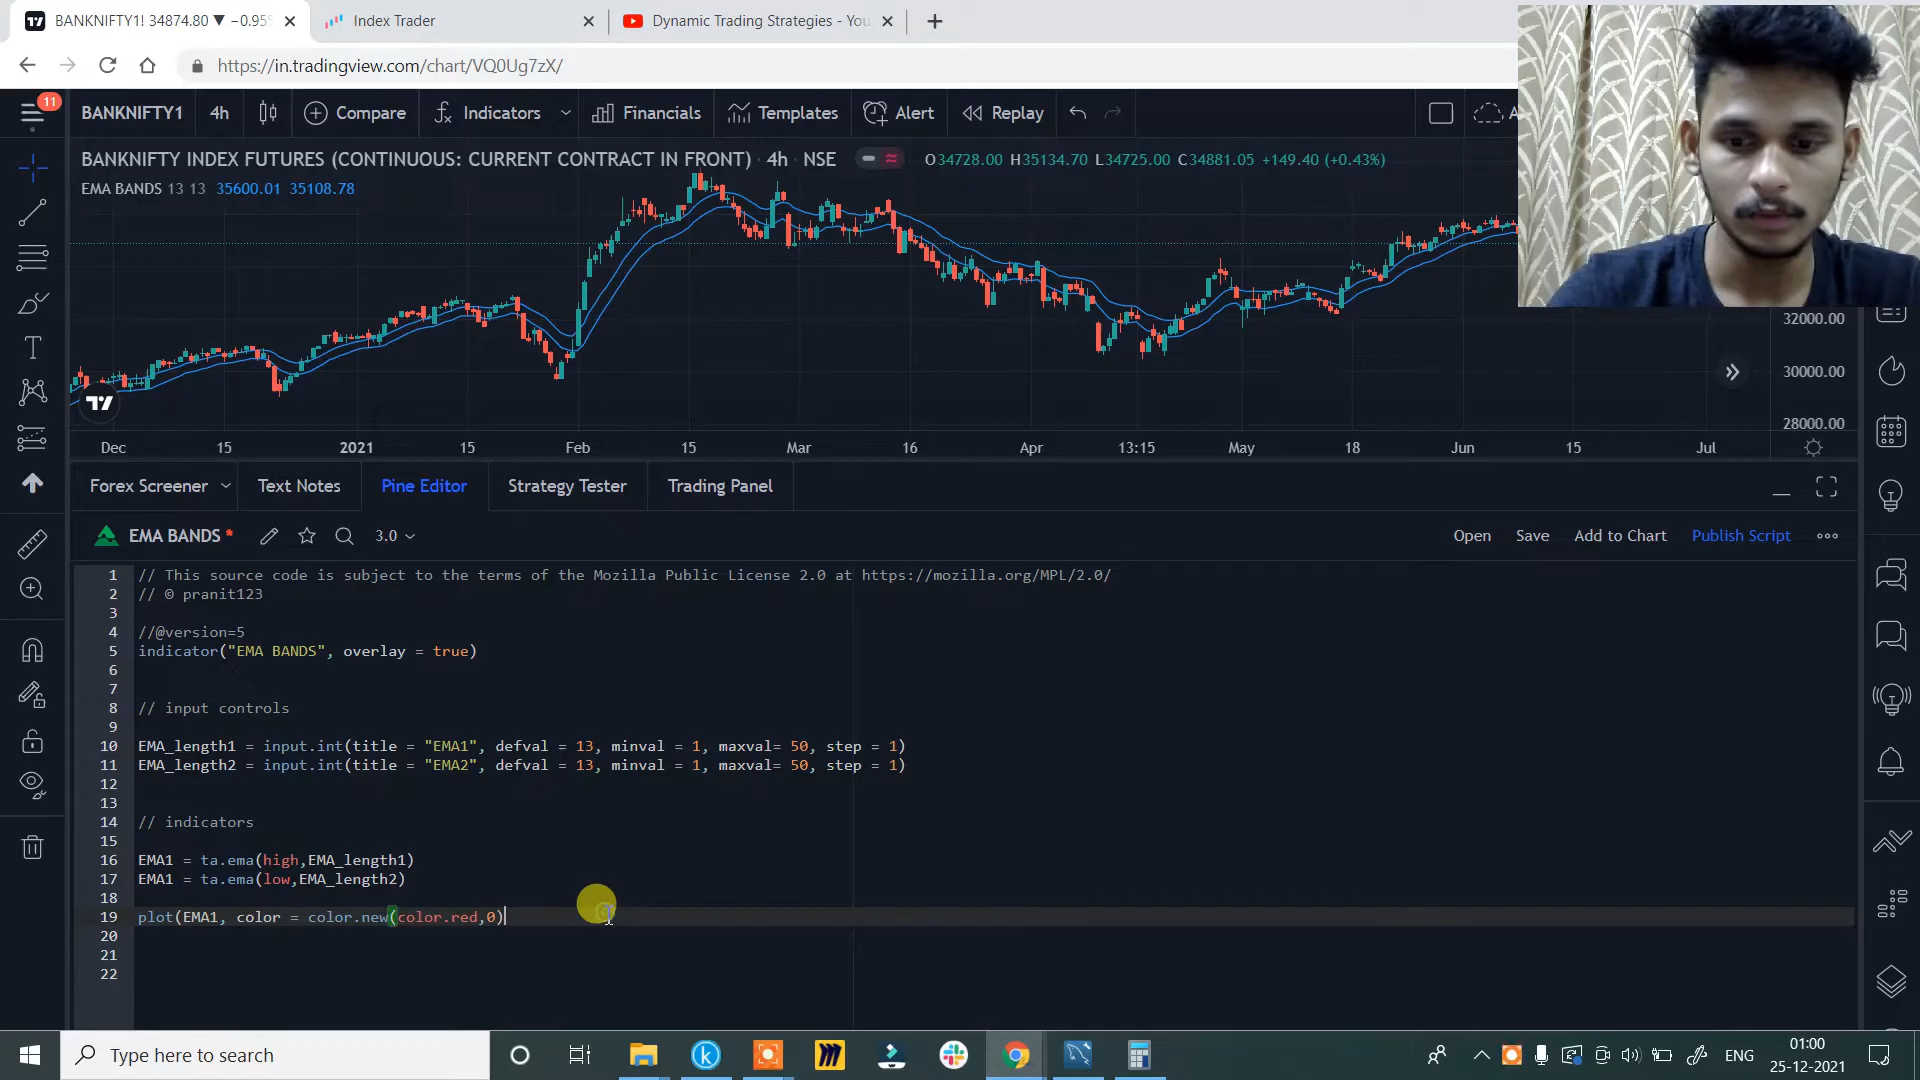 BANKNIFTY1! 34874.80 ▼ −0.95%
Index Trader
Dynamic Trading Strategies - You
https://in.tradingview.com/chart/VQ0Ug7zX/
11
BANKNIFTY1
4h
Compare
Indicators
Financials
Templates
Alert
Replay
A
BANKNIFTY INDEX FUTURES (CONTINUOUS: CURRENT CONTRACT IN FRONT) · 4h · NSE
O34728.00 H35134.70 L34725.00 C34881.05 +149.40 (+0.43%)
EMA BANDS 13 13 35600.01 35108.78
32000.00
30000.00
28000.00
Dec 15 2021 15 Feb 15 Mar 16 Apr 13:15 May 18 Jun 15 Jul
Forex Screener
Text Notes
Pine Editor
Strategy Tester
Trading Panel
EMA BANDS *
3.0
Open
Save
Add to Chart
Publish Script
1 // This source code is subject to the terms of the Mozilla Public License 2.0 at https://mozilla.org/MPL/2.0/
2 // © pranit123
3
4 //@version=5
5 indicator("EMA BANDS", overlay = true)
6
7
8 // input controls
9
10 EMA_length1 = input.int(title = "EMA1", defval = 13, minval = 1, maxval= 50, step = 1)
11 EMA_length2 = input.int(title = "EMA2", defval = 13, minval = 1, maxval= 50, step = 1)
12
13
14 // indicators
15
16 EMA1 = ta.ema(high,EMA_length1)
17 EMA1 = ta.ema(low,EMA_length2)
18
19 plot(EMA1, color = color.new(color.red,0)
20
21
22
Type here to search
ENG
01:00
25-12-2021